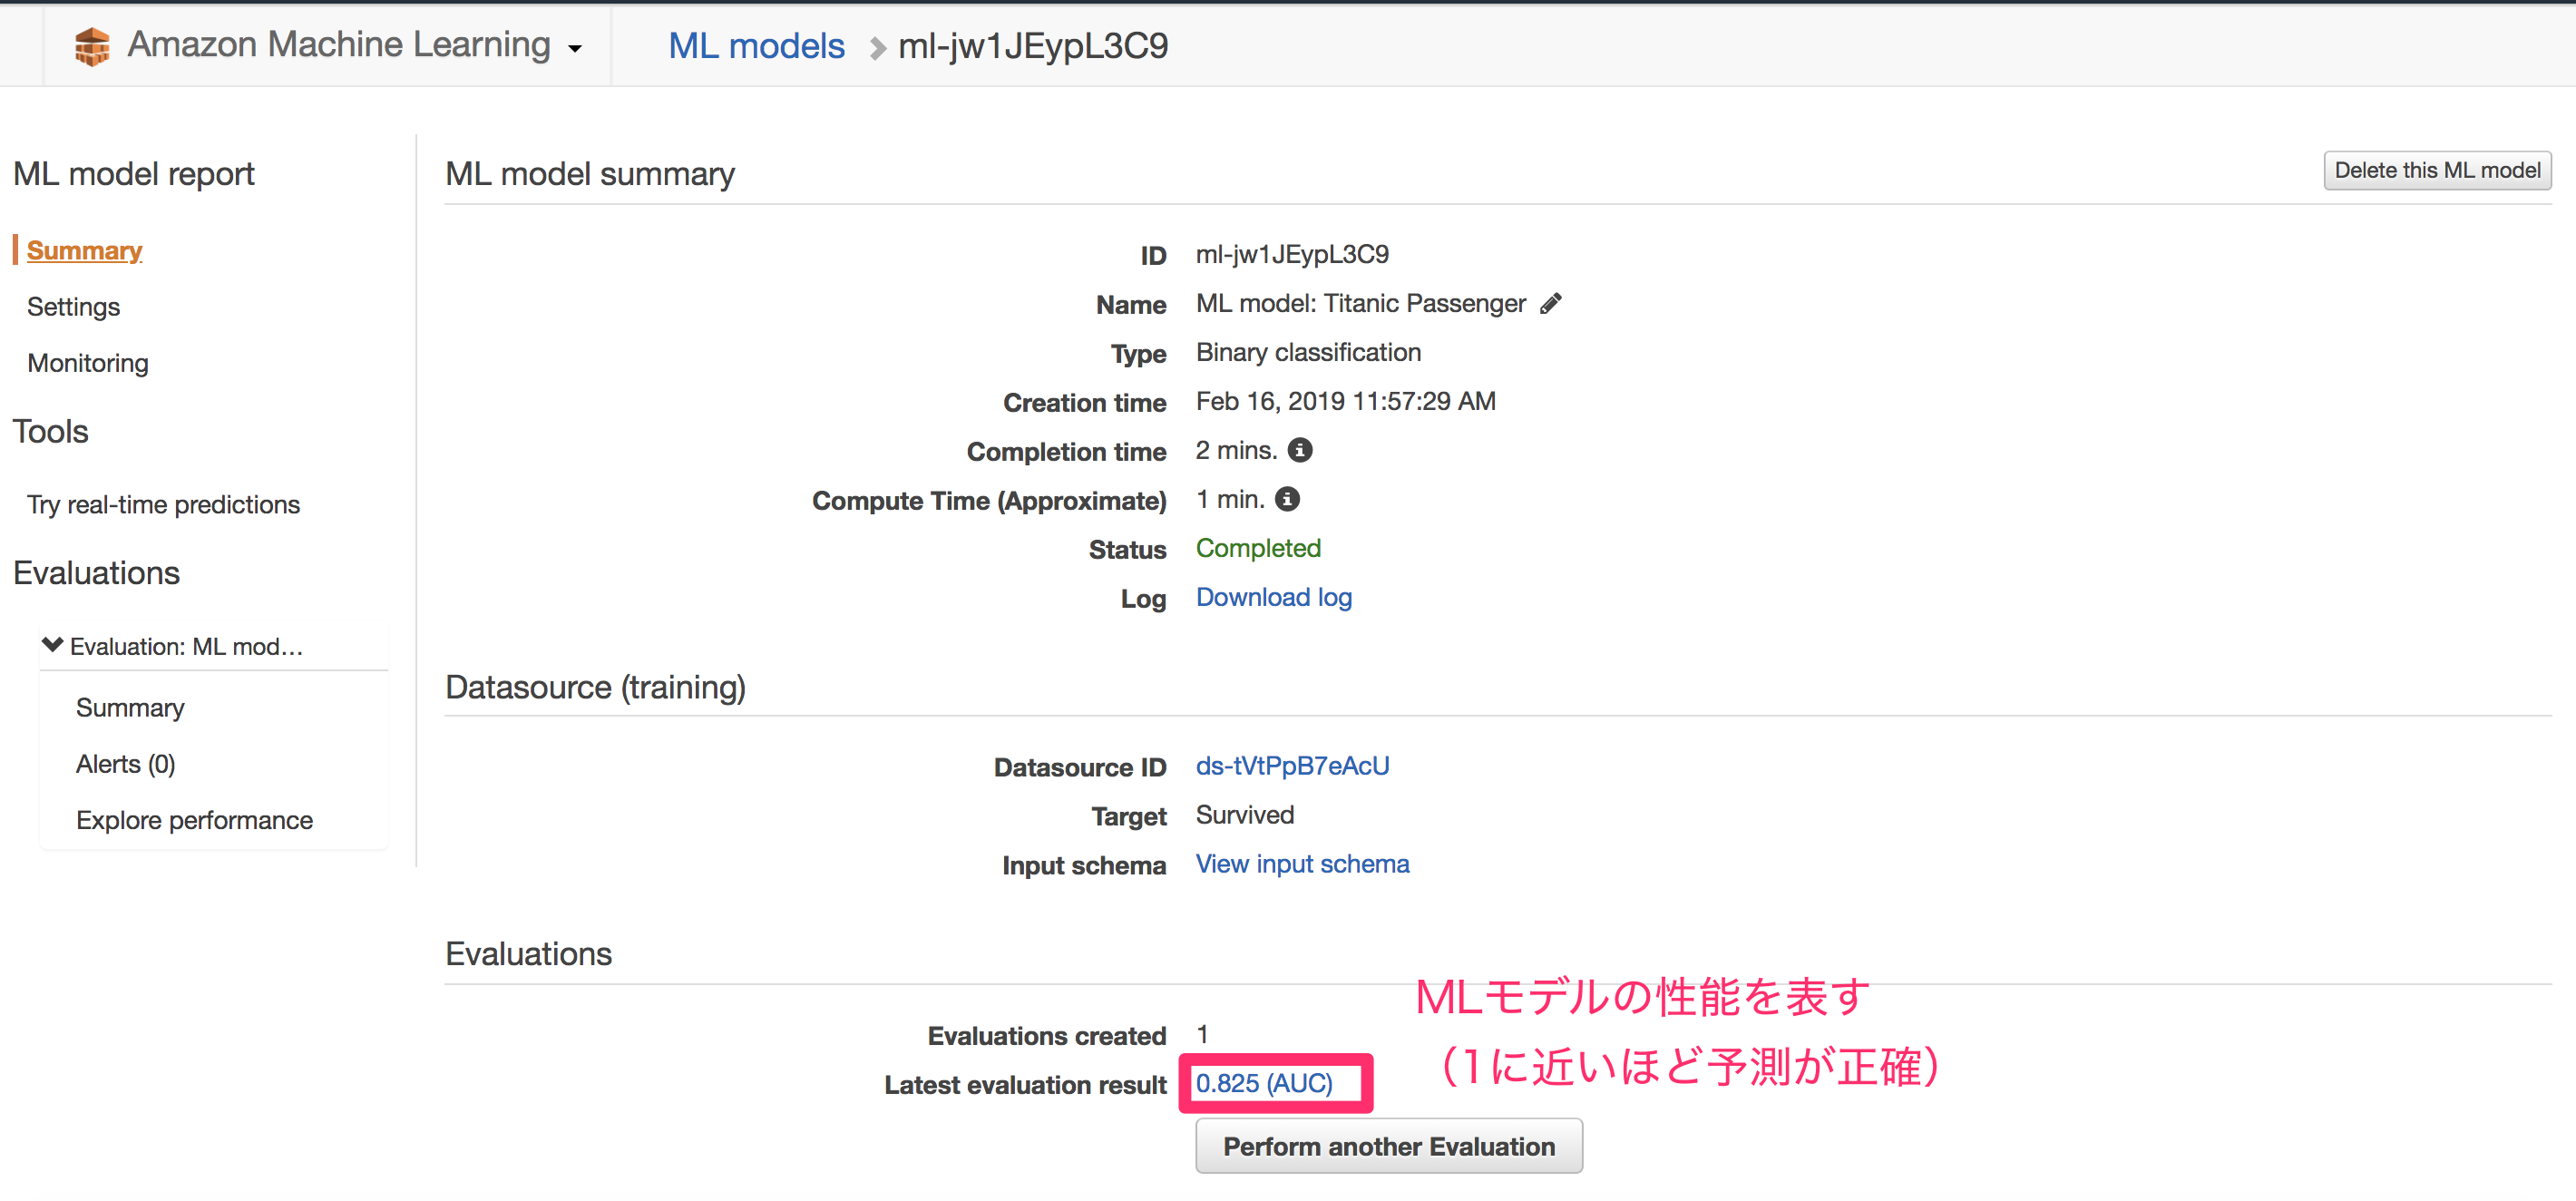 Amazon Machine Learning
ML models > ml-jw1JEypL3C9
ML model report
Summary
Settings
Monitoring
Tools
Try real-time predictions
Evaluations
Evaluation: ML mod...
Summary
Alerts (0)
Explore performance
ML model summary
Delete this ML model
ID ml-jw1JEypL3C9
Name ML model: Titanic Passenger
Type Binary classification
Creation time Feb 16, 2019 11:57:29 AM
Completion time 2 mins.
Compute Time (Approximate) 1 min.
Status Completed
Log Download log
Datasource (training)
Datasource ID ds-tVtPpB7eAcU
Target Survived
Input schema View input schema
Evaluations
Evaluations created 1
Latest evaluation result 0.825 (AUC)
MLモデルの性能を表す
（1に近いほど予測が正確）
Perform another Evaluation